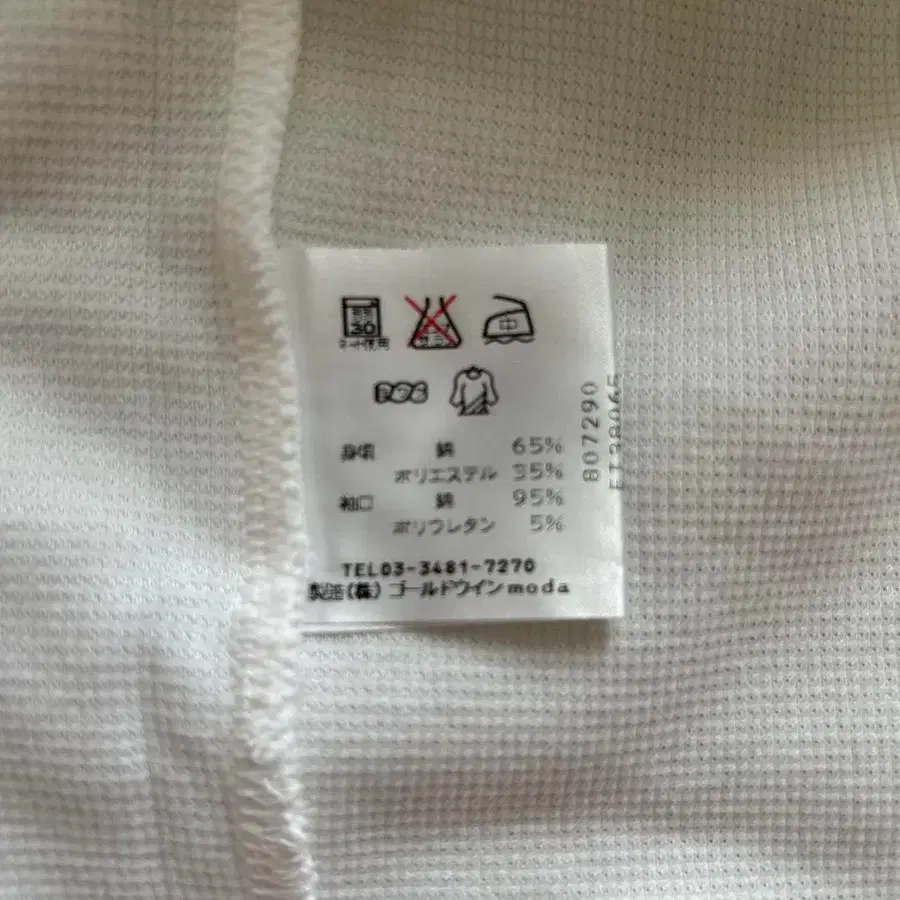 30
ネット使用
中
身頃 綿 65%
ポリエステル 35%
袖口 綿 95%
ポリウレタン 5%
TEL03-3481-7270
製造(株) ゴールドウインmoda
807290